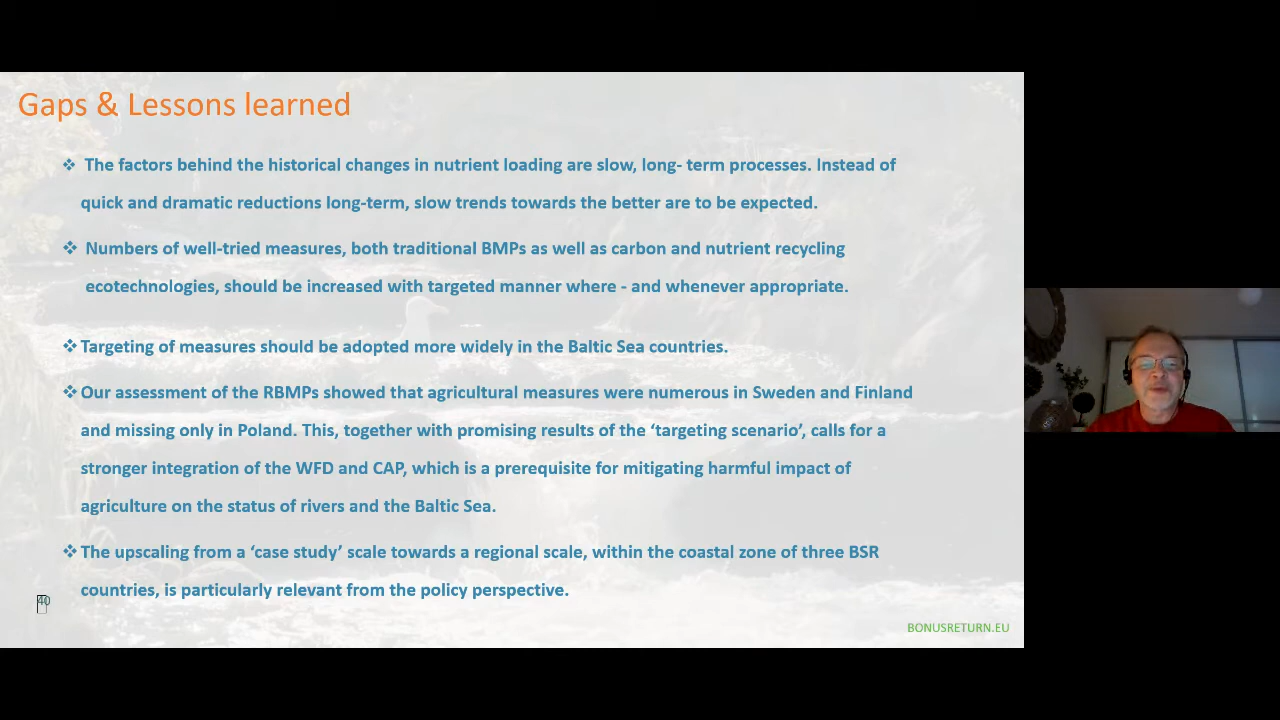 Gaps & Lessons learned
❖ The factors behind the historical changes in nutrient loading are slow, long- term processes. Instead of
quick and dramatic reductions long-term, slow trends towards the better are to be expected.
❖ Numbers of well-tried measures, both traditional BMPs as well as carbon and nutrient recycling
ecotechnologies, should be increased with targeted manner where - and whenever appropriate.
❖ Targeting of measures should be adopted more widely in the Baltic Sea countries.
❖ Our assessment of the RBMPs showed that agricultural measures were numerous in Sweden and Finland
and missing only in Poland. This, together with promising results of the ‘targeting scenario’, calls for a
stronger integration of the WFD and CAP, which is a prerequisite for mitigating harmful impact of
agriculture on the status of rivers and the Baltic Sea.
❖ The upscaling from a ‘case study’ scale towards a regional scale, within the coastal zone of three BSR
countries, is particularly relevant from the policy perspective.
40
BONUSRETURN.EU